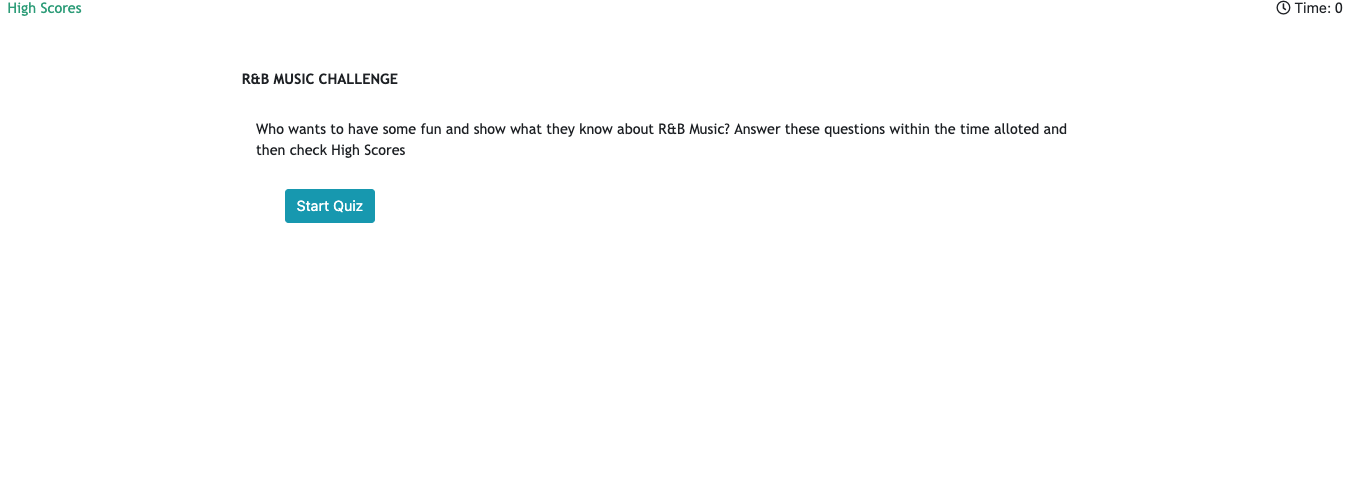 High Scores
Time: 0
R&B MUSIC CHALLENGE
Who wants to have some fun and show what they know about R&B Music? Answer these questions within the time alloted and
then check High Scores
Start Quiz